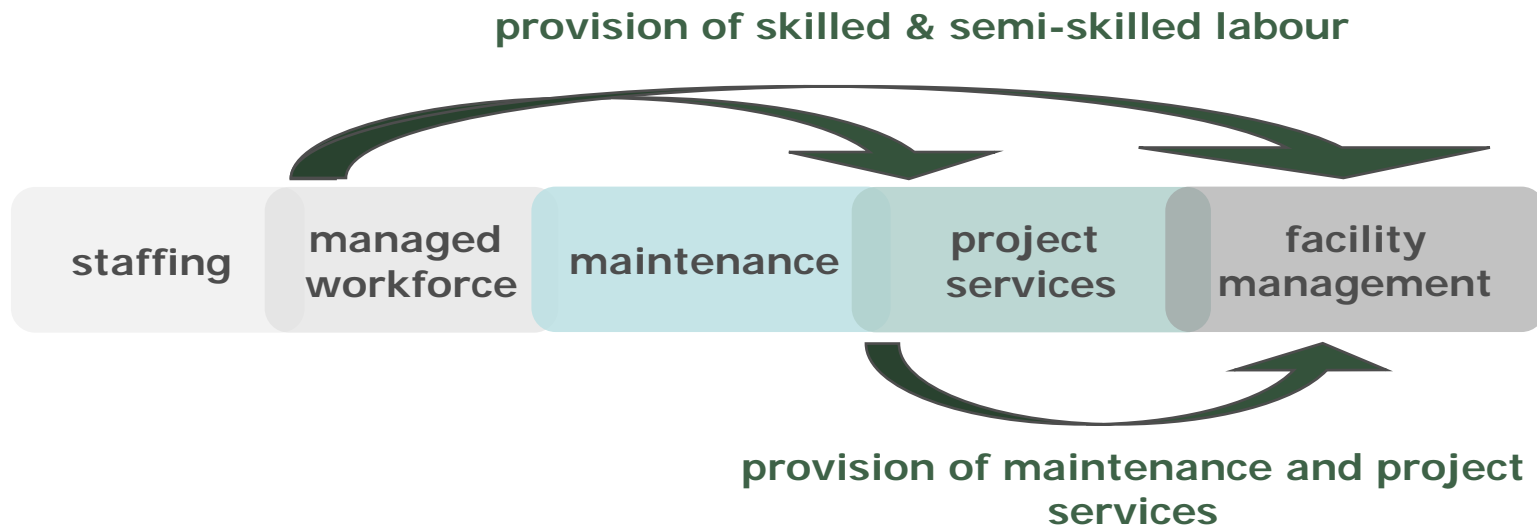 provision of skilled & semi-skilled labour
staffing
managed
workforce
maintenance
project
services
facility
management
provision of maintenance and project
services